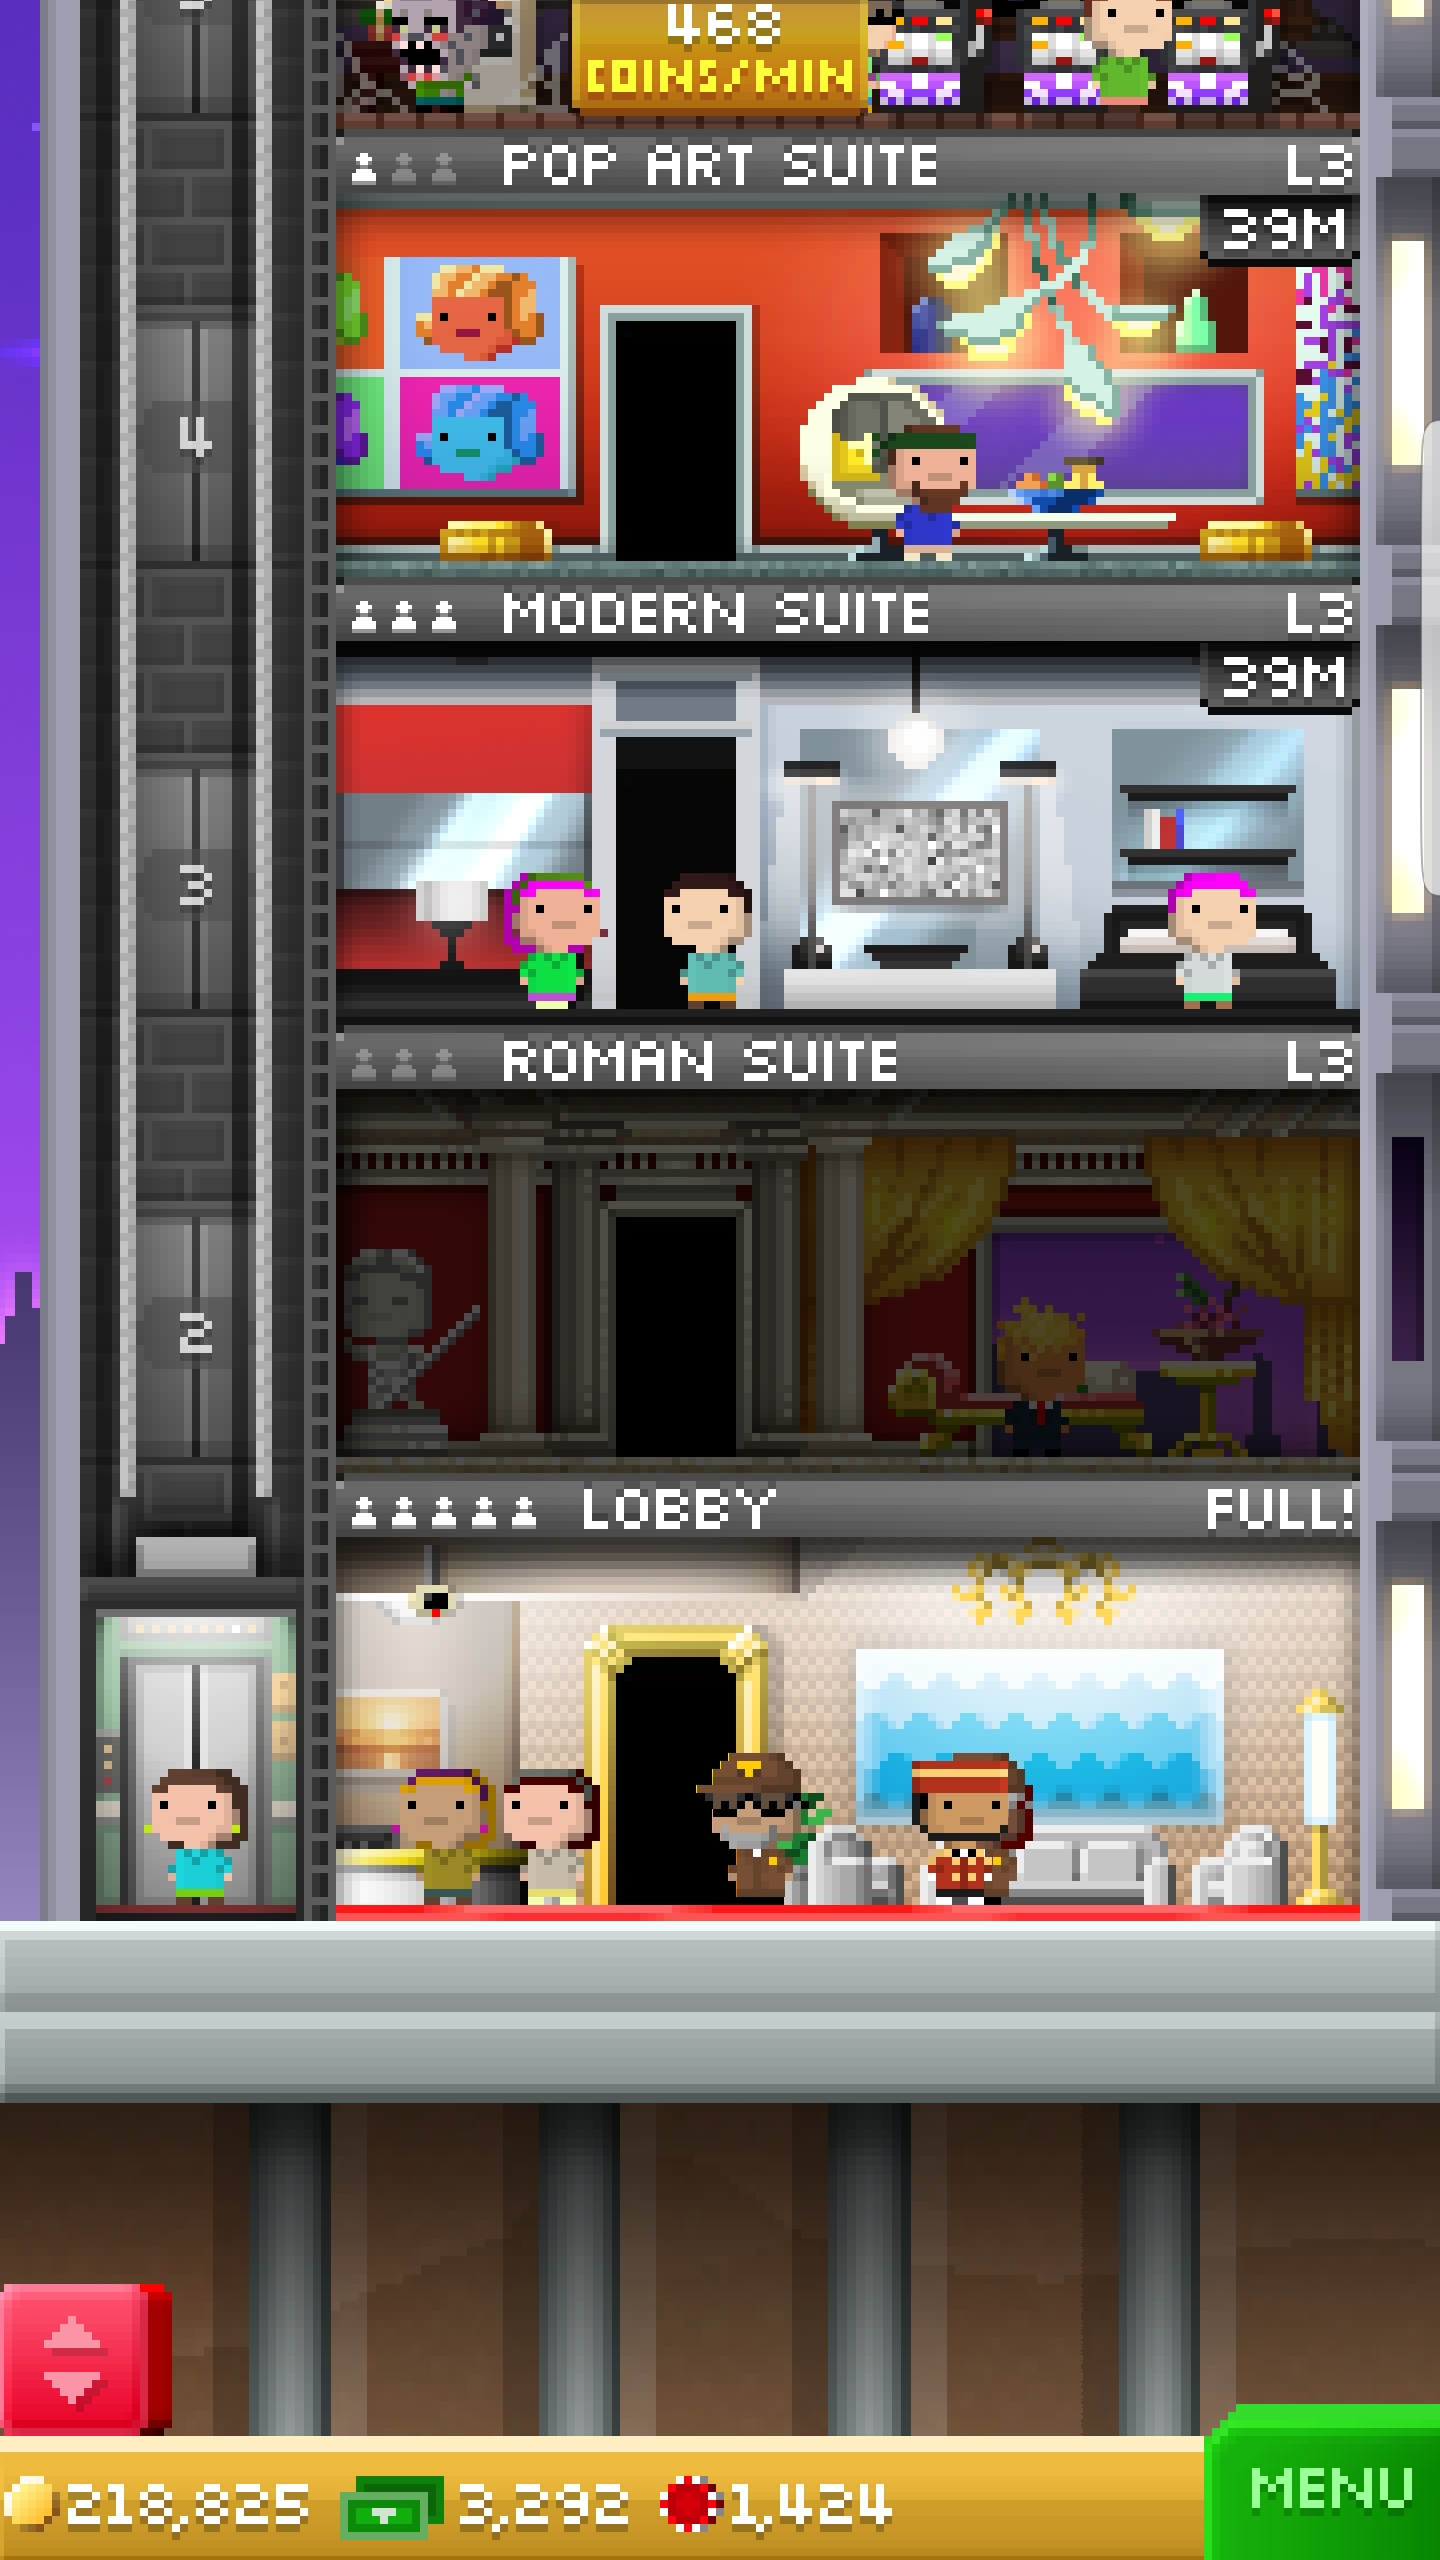 468
COINS/MIN
POP ART SUITE L3
39M
4
MODERN SUITE L3
39M
3
ROMAN SUITE L3
2
LOBBY FULL!
218,825 3,292 1,424
MENU